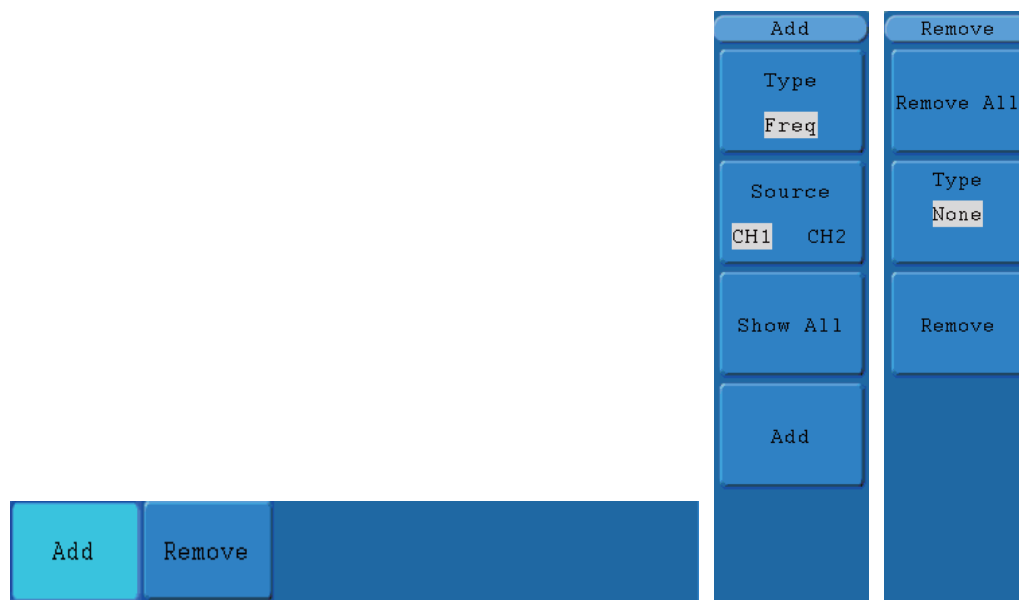 Add
Type
Freq
Source
CH1 CH2
Show All
Add
Remove
Remove All
Type
None
Remove
Add Remove